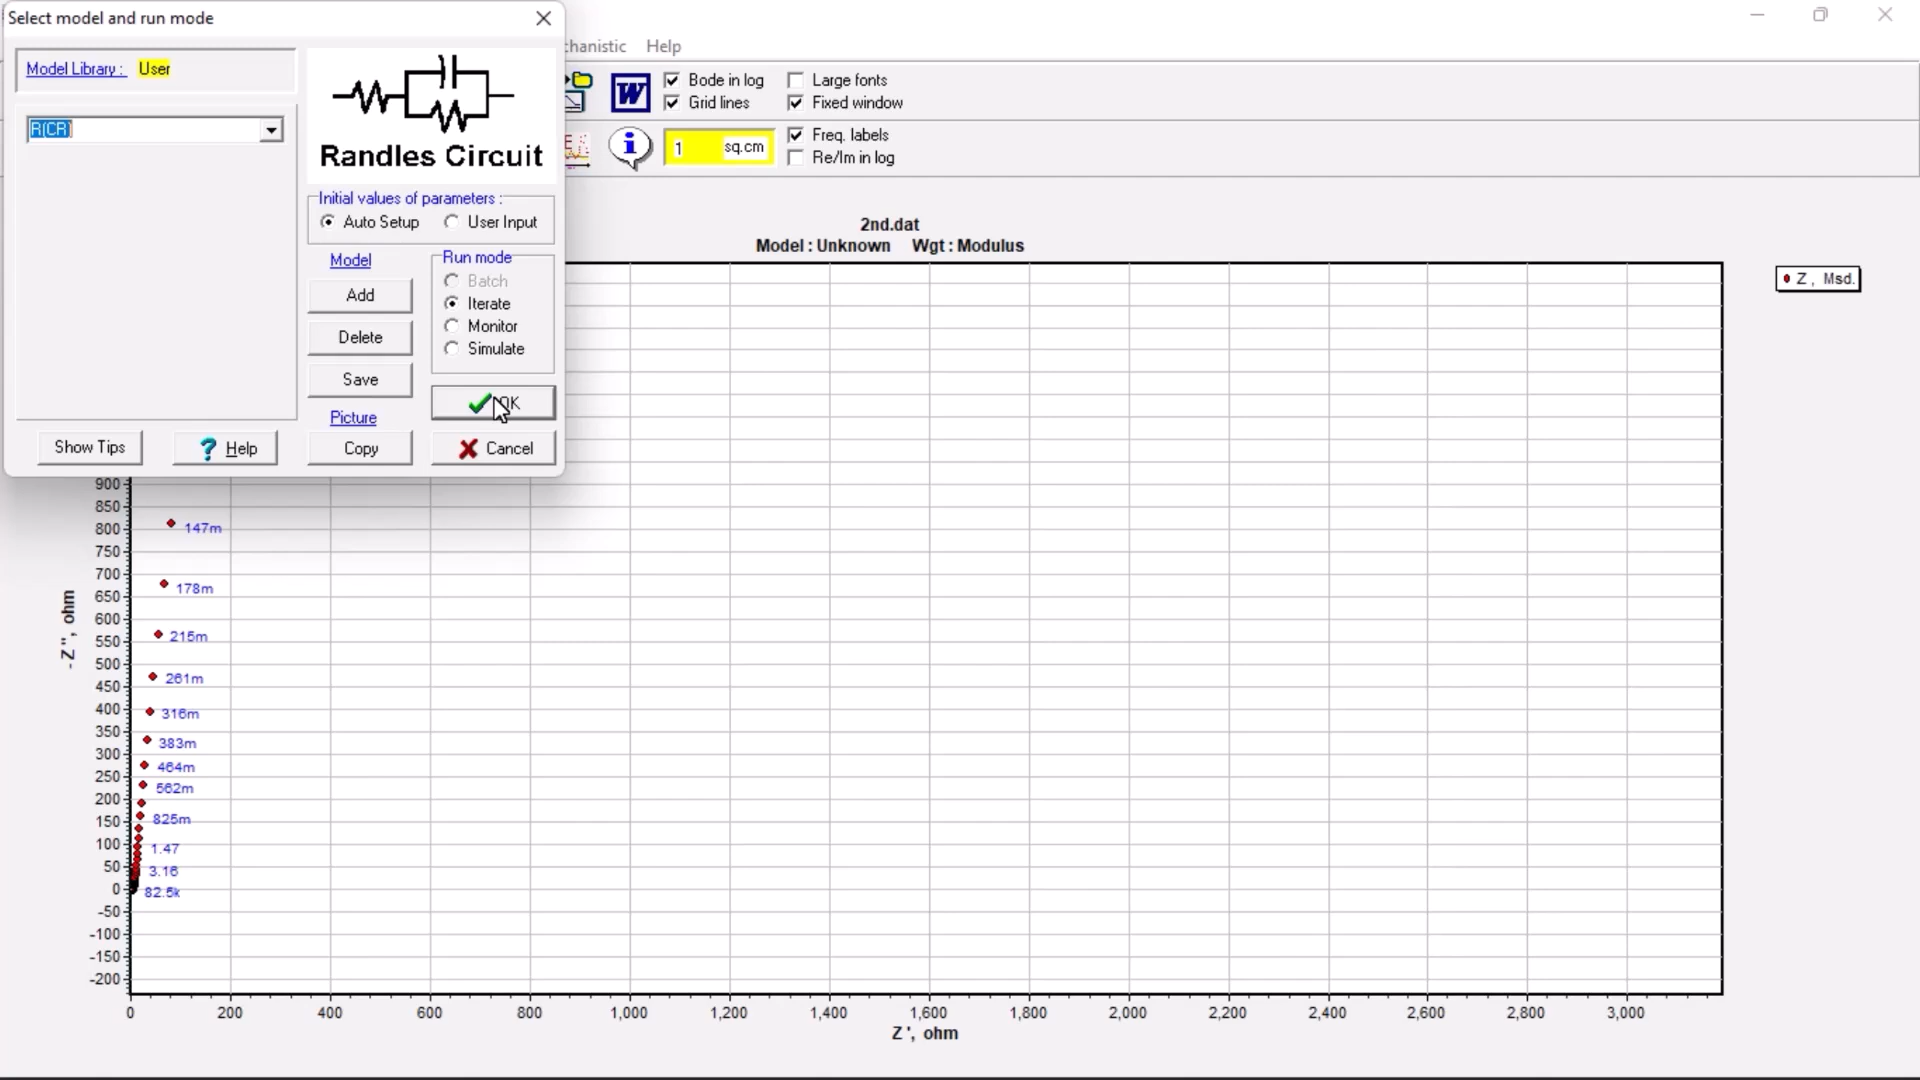 Select model and run mode
Model Library : User
R(CR)
Randles Circuit
Initial values of parameters :
Auto Setup User Input
Model
Add
Delete
Save
Picture
Copy
Run mode
Batch
Iterate
Monitor
Simulate
OK
Cancel
Show Tips
? Help
chanistic Help
W
Bode in log
Large fonts
Grid lines
Fixed window
i
1 sq.cm
Freq. labels
Re/Im in log
2nd.dat
Model : Unknown Wgt : Modulus
Z , Msd.
900
850
800
750
700
650
600
550
500
450
400
350
300
250
200
150
100
50
0
-50
-100
-150
-200
- Z '', ohm
147m
178m
215m
261m
316m
383m
464m
562m
825m
1.47
3.16
82.5k
0 200 400 600 800 1,000 1,200 1,400 1,600 1,800 2,000 2,200 2,400 2,600 2,800 3,000
Z ', ohm